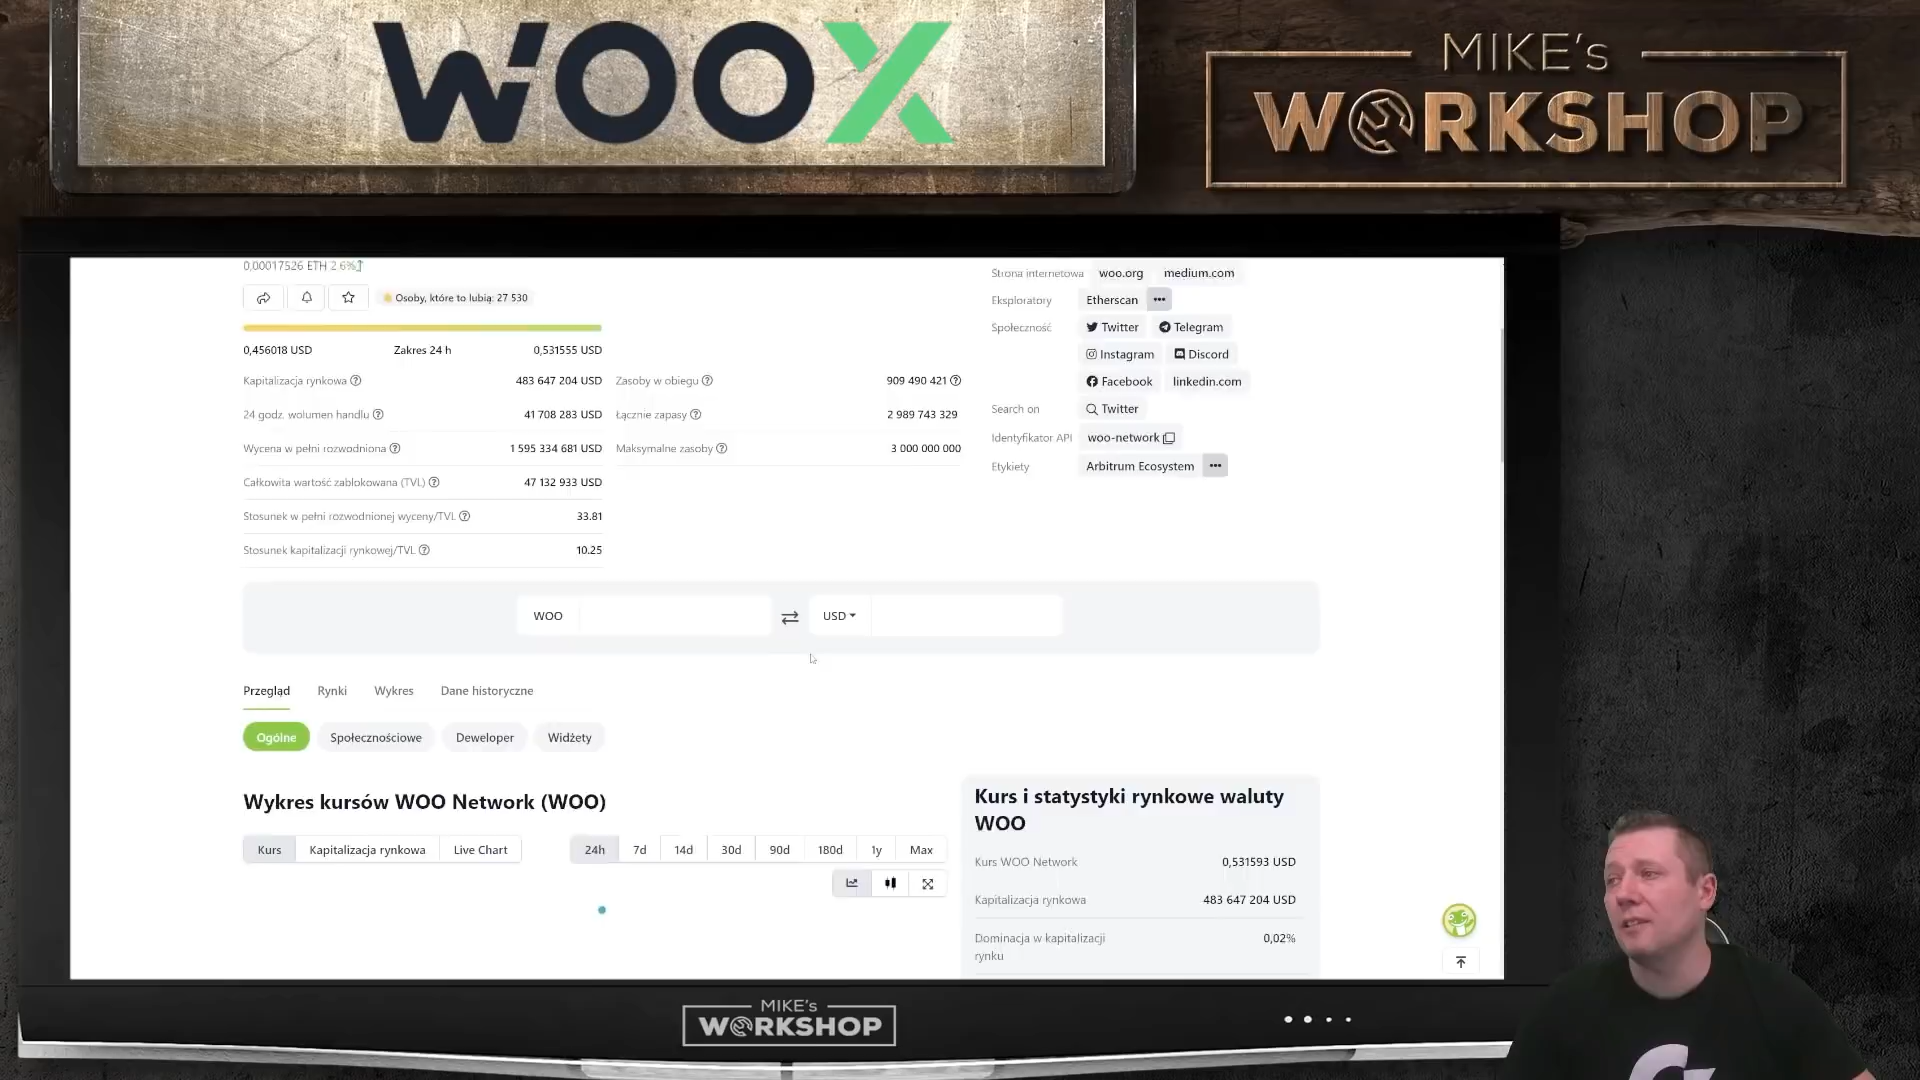 WOOX
MIKE's
WORKSHOP
0,00017526 ETH 2.6%
Osoby, które to lubią: 27 530
0,456018 USD Zakres 24 h 0,531555 USD
Kapitalizacja rynkowa 483 647 204 USD
24 godz. wolumen handlu 41 708 283 USD
Wycena w pełni rozwodniona 1 595 334 681 USD
Całkowita wartość zablokowana (TVL) 47 132 933 USD
Stosunek w pełni rozwodnionej wyceny/TVL 33.81
Stosunek kapitalizacji rynkowej/TVL 10.25
Zasoby w obiegu 909 490 421
Łącznie zapasy 2 989 743 329
Maksymalne zasoby 3 000 000 000
Strona internetowa woo.org medium.com
Eksploratory Etherscan
Społeczność Twitter Telegram
Instagram Discord
Facebook linkedin.com
Search on Twitter
Identyfikator API woo-network
Etykiety Arbitrum Ecosystem
WOO USD
Przegląd Rynki Wykres Dane historyczne
Ogólne Społecznościowe Deweloper Widżety
Wykres kursów WOO Network (WOO)
Kurs Kapitalizacja rynkowa Live Chart 24h 7d 14d 30d 90d 180d 1y Max
Kurs i statystyki rynkowe waluty
WOO
Kurs WOO Network 0,531593 USD
Kapitalizacja rynkowa 483 647 204 USD
Dominacja w kapitalizacji 0,02%
rynku
MIKE's
WORKSHOP